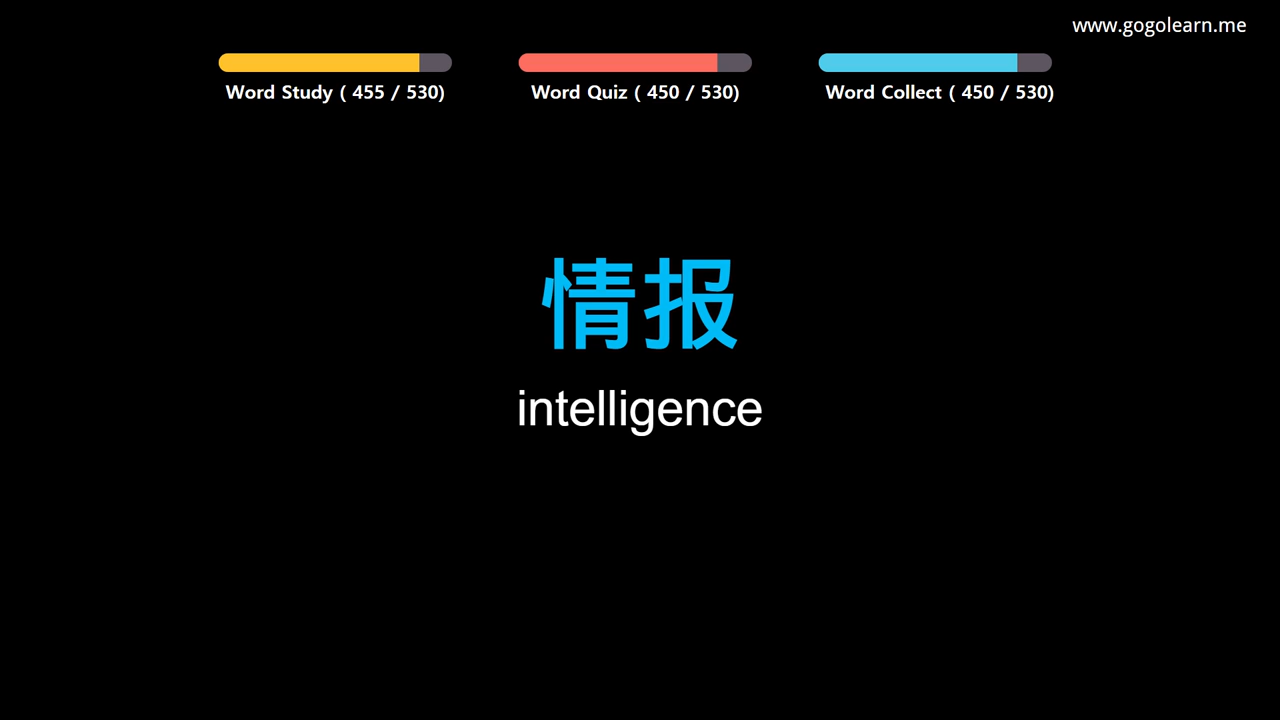 www.gogolearn.me
Word Study ( 455 / 530)
Word Quiz ( 450 / 530)
Word Collect ( 450 / 530)
情报
intelligence